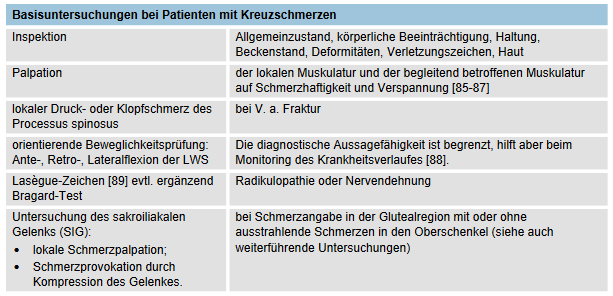 Basisuntersuchungen bei Patienten mit Kreuzschmerzen
Inspektion
Allgemeinzustand, körperliche Beeinträchtigung, Haltung,
Beckenstand, Deformitäten, Verletzungszeichen, Haut
Palpation
der lokalen Muskulatur und der begleitend betroffenen Muskulatur
auf Schmerzhaftigkeit und Verspannung [85-87]
lokaler Druck- oder Klopfschmerz des
Processus spinosus
bei V. a. Fraktur
orientierende Beweglichkeitsprüfung:
Ante-, Retro-, Lateralflexion der LWS
Die diagnostische Aussagefähigkeit ist begrenzt, hilft aber beim
Monitoring des Krankheitsverlaufes [88].
Lasègue-Zeichen [89] evtl. ergänzend
Bragard-Test
Radikulopathie oder Nervendehnung
Untersuchung des sakroiliakalen
Gelenks (SIG):
• lokale Schmerzpalpation;
• Schmerzprovokation durch
Kompression des Gelenkes.
bei Schmerzangabe in der Glutealregion mit oder ohne
ausstrahlende Schmerzen in den Oberschenkel (siehe auch
weiterführende Untersuchungen)